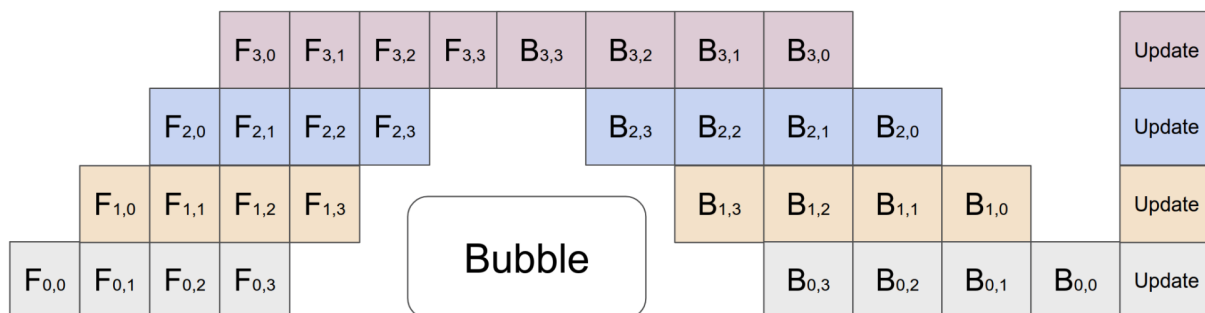 F3,0 F3,1 F3,2 F3,3 B3,3 B3,2 B3,1 B3,0 Update
F2,0 F2,1 F2,2 F2,3 B2,3 B2,2 B2,1 B2,0 Update
F1,0 F1,1 F1,2 F1,3 B1,3 B1,2 B1,1 B1,0 Update
Bubble
F0,0 F0,1 F0,2 F0,3 B0,3 B0,2 B0,1 B0,0 Update